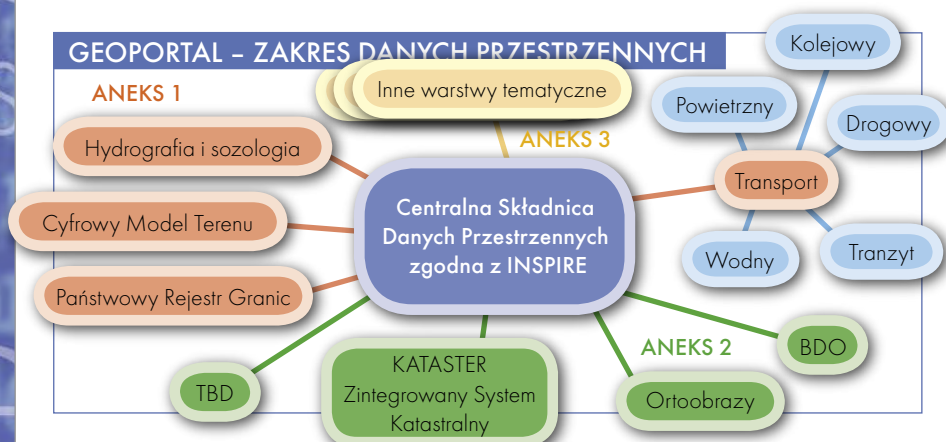 GEOPORTAL – ZAKRES DANYCH PRZESTRZENNYCH
Kolejowy
ANEKS 1
Inne warstwy tematyczne
Powietrzny
Drogowy
Hydrografia i sozologia
ANEKS 3
Transport
Centralna Składnica
Danych Przestrzennych
zgodna z INSPIRE
Cyfrowy Model Terenu
Wodny
Tranzyt
Państwowy Rejestr Granic
ANEKS 2
BDO
TBD
KATASTER
Zintegrowany System
Katastralny
Ortoobrazy